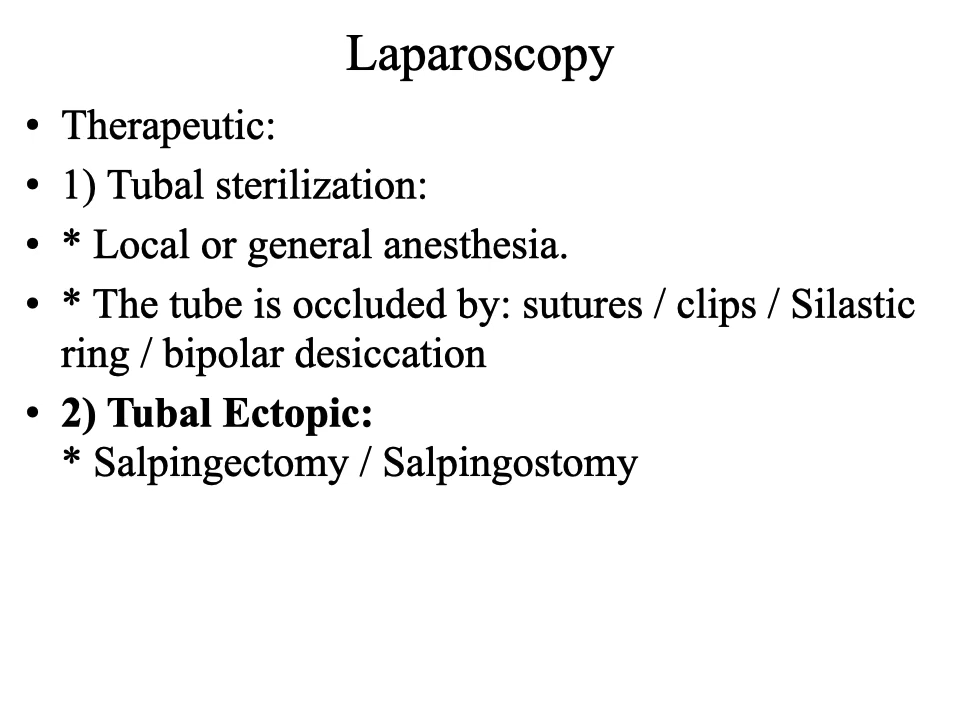 Laparoscopy
• Therapeutic:
• 1) Tubal sterilization:
• * Local or general anesthesia.
• * The tube is occluded by: sutures / clips / Silastic
ring / bipolar desiccation
• 2) Tubal Ectopic:
* Salpingectomy / Salpingostomy